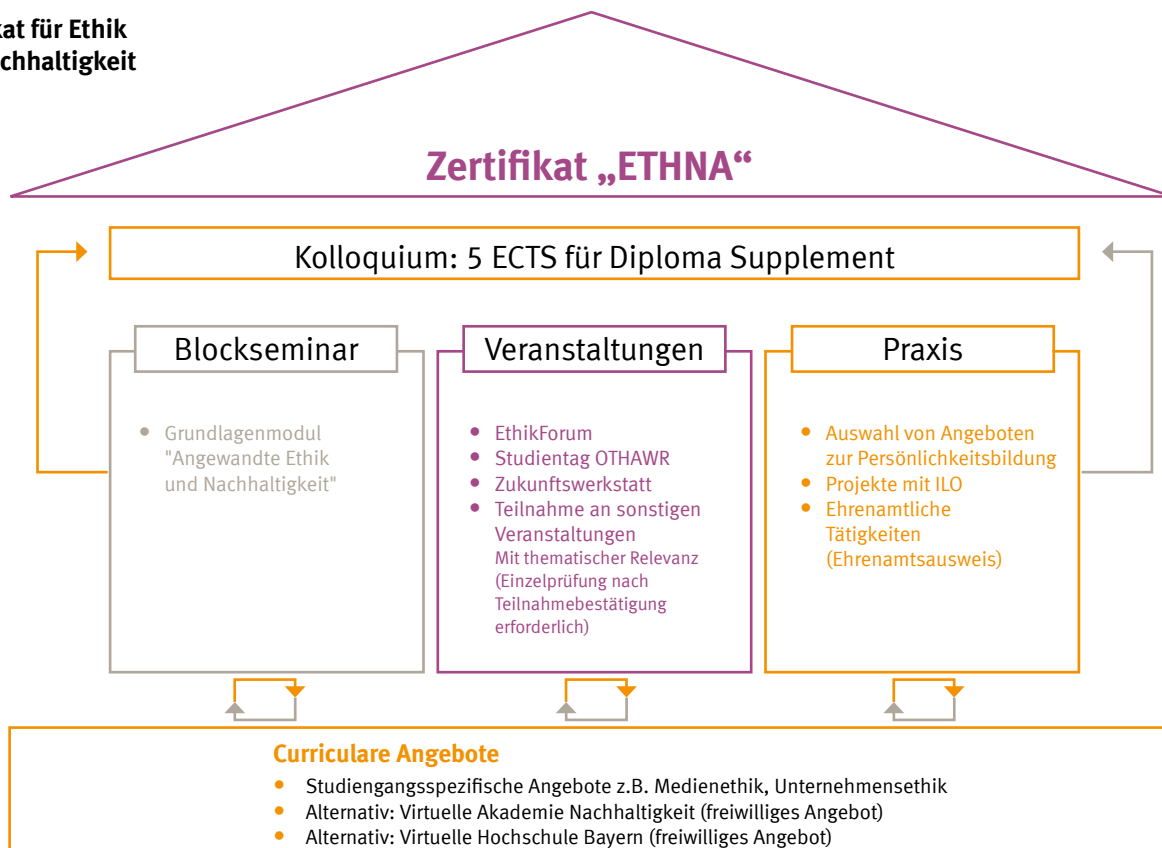 kat für Ethik
chhaltigkeit
Zertifikat „ETHNA“
Kolloquium: 5 ECTS für Diploma Supplement
Blockseminar
• Grundlagenmodul
"Angewandte Ethik
und Nachhaltigkeit"
Veranstaltungen
• EthikForum
• Studientag OTHAWR
• Zukunftswerkstatt
• Teilnahme an sonstigen
Veranstaltungen
Mit thematischer Relevanz
(Einzelprüfung nach
Teilnahmebestätigung
erforderlich)
Praxis
• Auswahl von Angeboten
zur Persönlichkeitsbildung
• Projekte mit ILO
• Ehrenamtliche
Tätigkeiten
(Ehrenamtsausweis)
Curriculare Angebote
• Studiengangsspezifische Angebote z.B. Medienethik, Unternehmensethik
• Alternativ: Virtuelle Akademie Nachhaltigkeit (freiwilliges Angebot)
• Alternativ: Virtuelle Hochschule Bayern (freiwilliges Angebot)